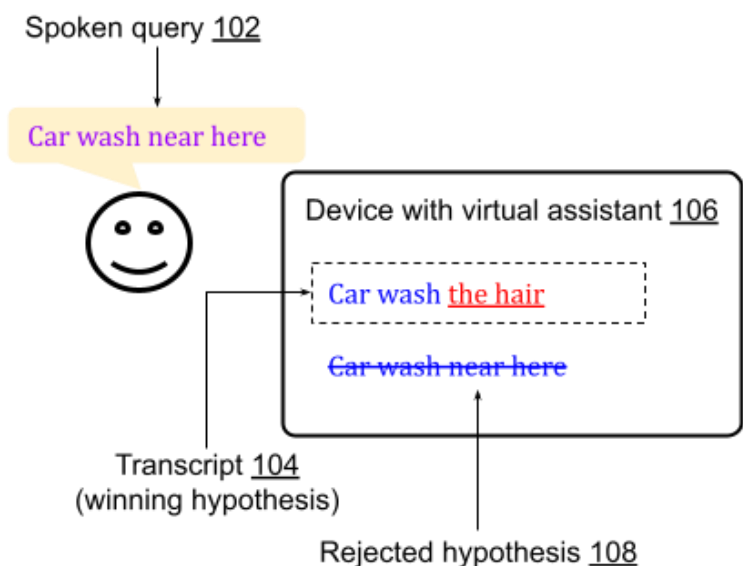 Spoken query 102
Car wash near here
Device with virtual assistant 106
Car wash the hair
Car wash near here
Transcript 104
(winning hypothesis)
Rejected hypothesis 108